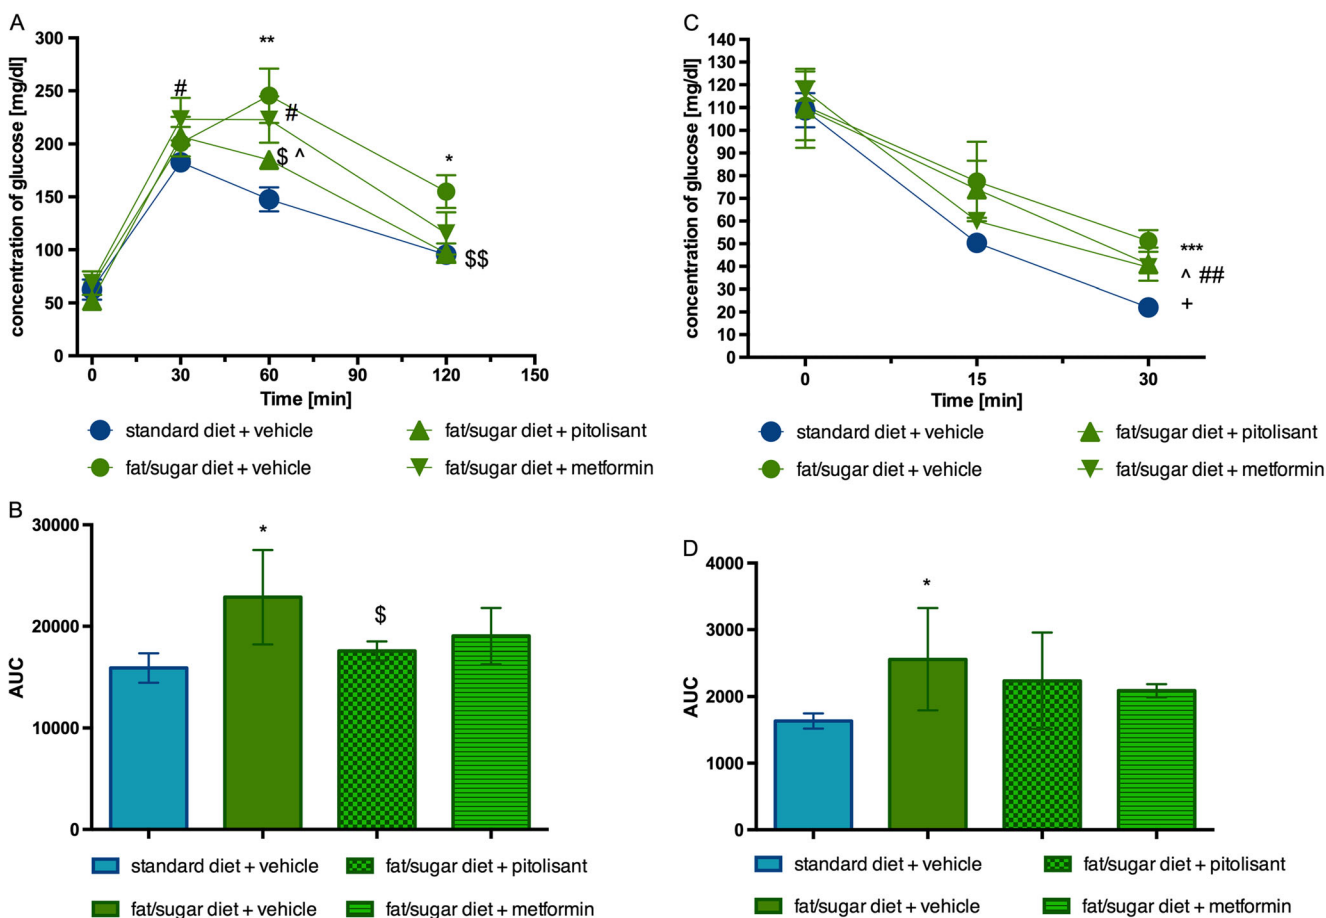 A
concentration of glucose [mg/dl]
300
250
200
150
100
50
0
0 30 60 90 120 150
Time [min]
#
**
#
$ ^
*
$$
standard diet + vehicle
fat/sugar diet + pitolisant
fat/sugar diet + vehicle
fat/sugar diet + metformin
C
concentration of glucose [mg/dl]
140
130
120
110
100
90
80
70
60
50
40
30
20
10
0
0 15 30
Time [min]
***
^ ##
+
standard diet + vehicle
fat/sugar diet + pitolisant
fat/sugar diet + vehicle
fat/sugar diet + metformin
B
AUC
30000
20000
10000
0
*
$
standard diet + vehicle
fat/sugar diet + pitolisant
fat/sugar diet + vehicle
fat/sugar diet + metformin
D
AUC
4000
3000
2000
1000
0
*
standard diet + vehicle
fat/sugar diet + pitolisant
fat/sugar diet + vehicle
fat/sugar diet + metformin